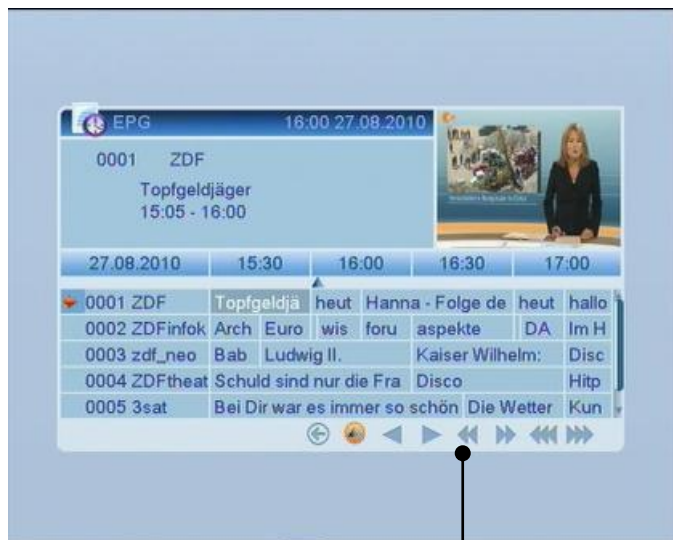 EPG 16:00 27.08.2010
0001 ZDF
Topfgeldjäger
15:05 - 16:00
27.08.2010 15:30 16:00 16:30 17:00
0001 ZDF Topfgeldjä heut Hanna - Folge de heut hallo
0002 ZDFinfok Arch Euro wis foru aspekte DA Im H
0003 zdf_neo Bab Ludwig II. Kaiser Wilhelm: Disc
0004 ZDFtheat Schuld sind nur die Fra Disco Hitp
0005 3sat Bei Dir war es immer so schön Die Wetter Kun